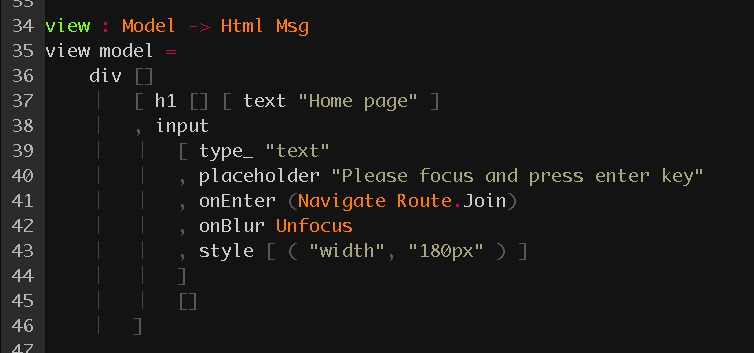 33
34 view : Model -> Html Msg
35 view model =
36     div []
37         [ h1 [] [ text "Home page" ]
38         , input
39             [ type_ "text"
40             , placeholder "Please focus and press enter key"
41             , onEnter (Navigate Route.Join)
42             , onBlur Unfocus
43             , style [ ( "width", "180px" ) ]
44             ]
45             []
46         ]
47